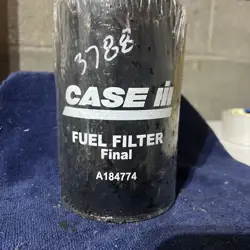 3788
CASE IH
FUEL FILTER
Final
A184774